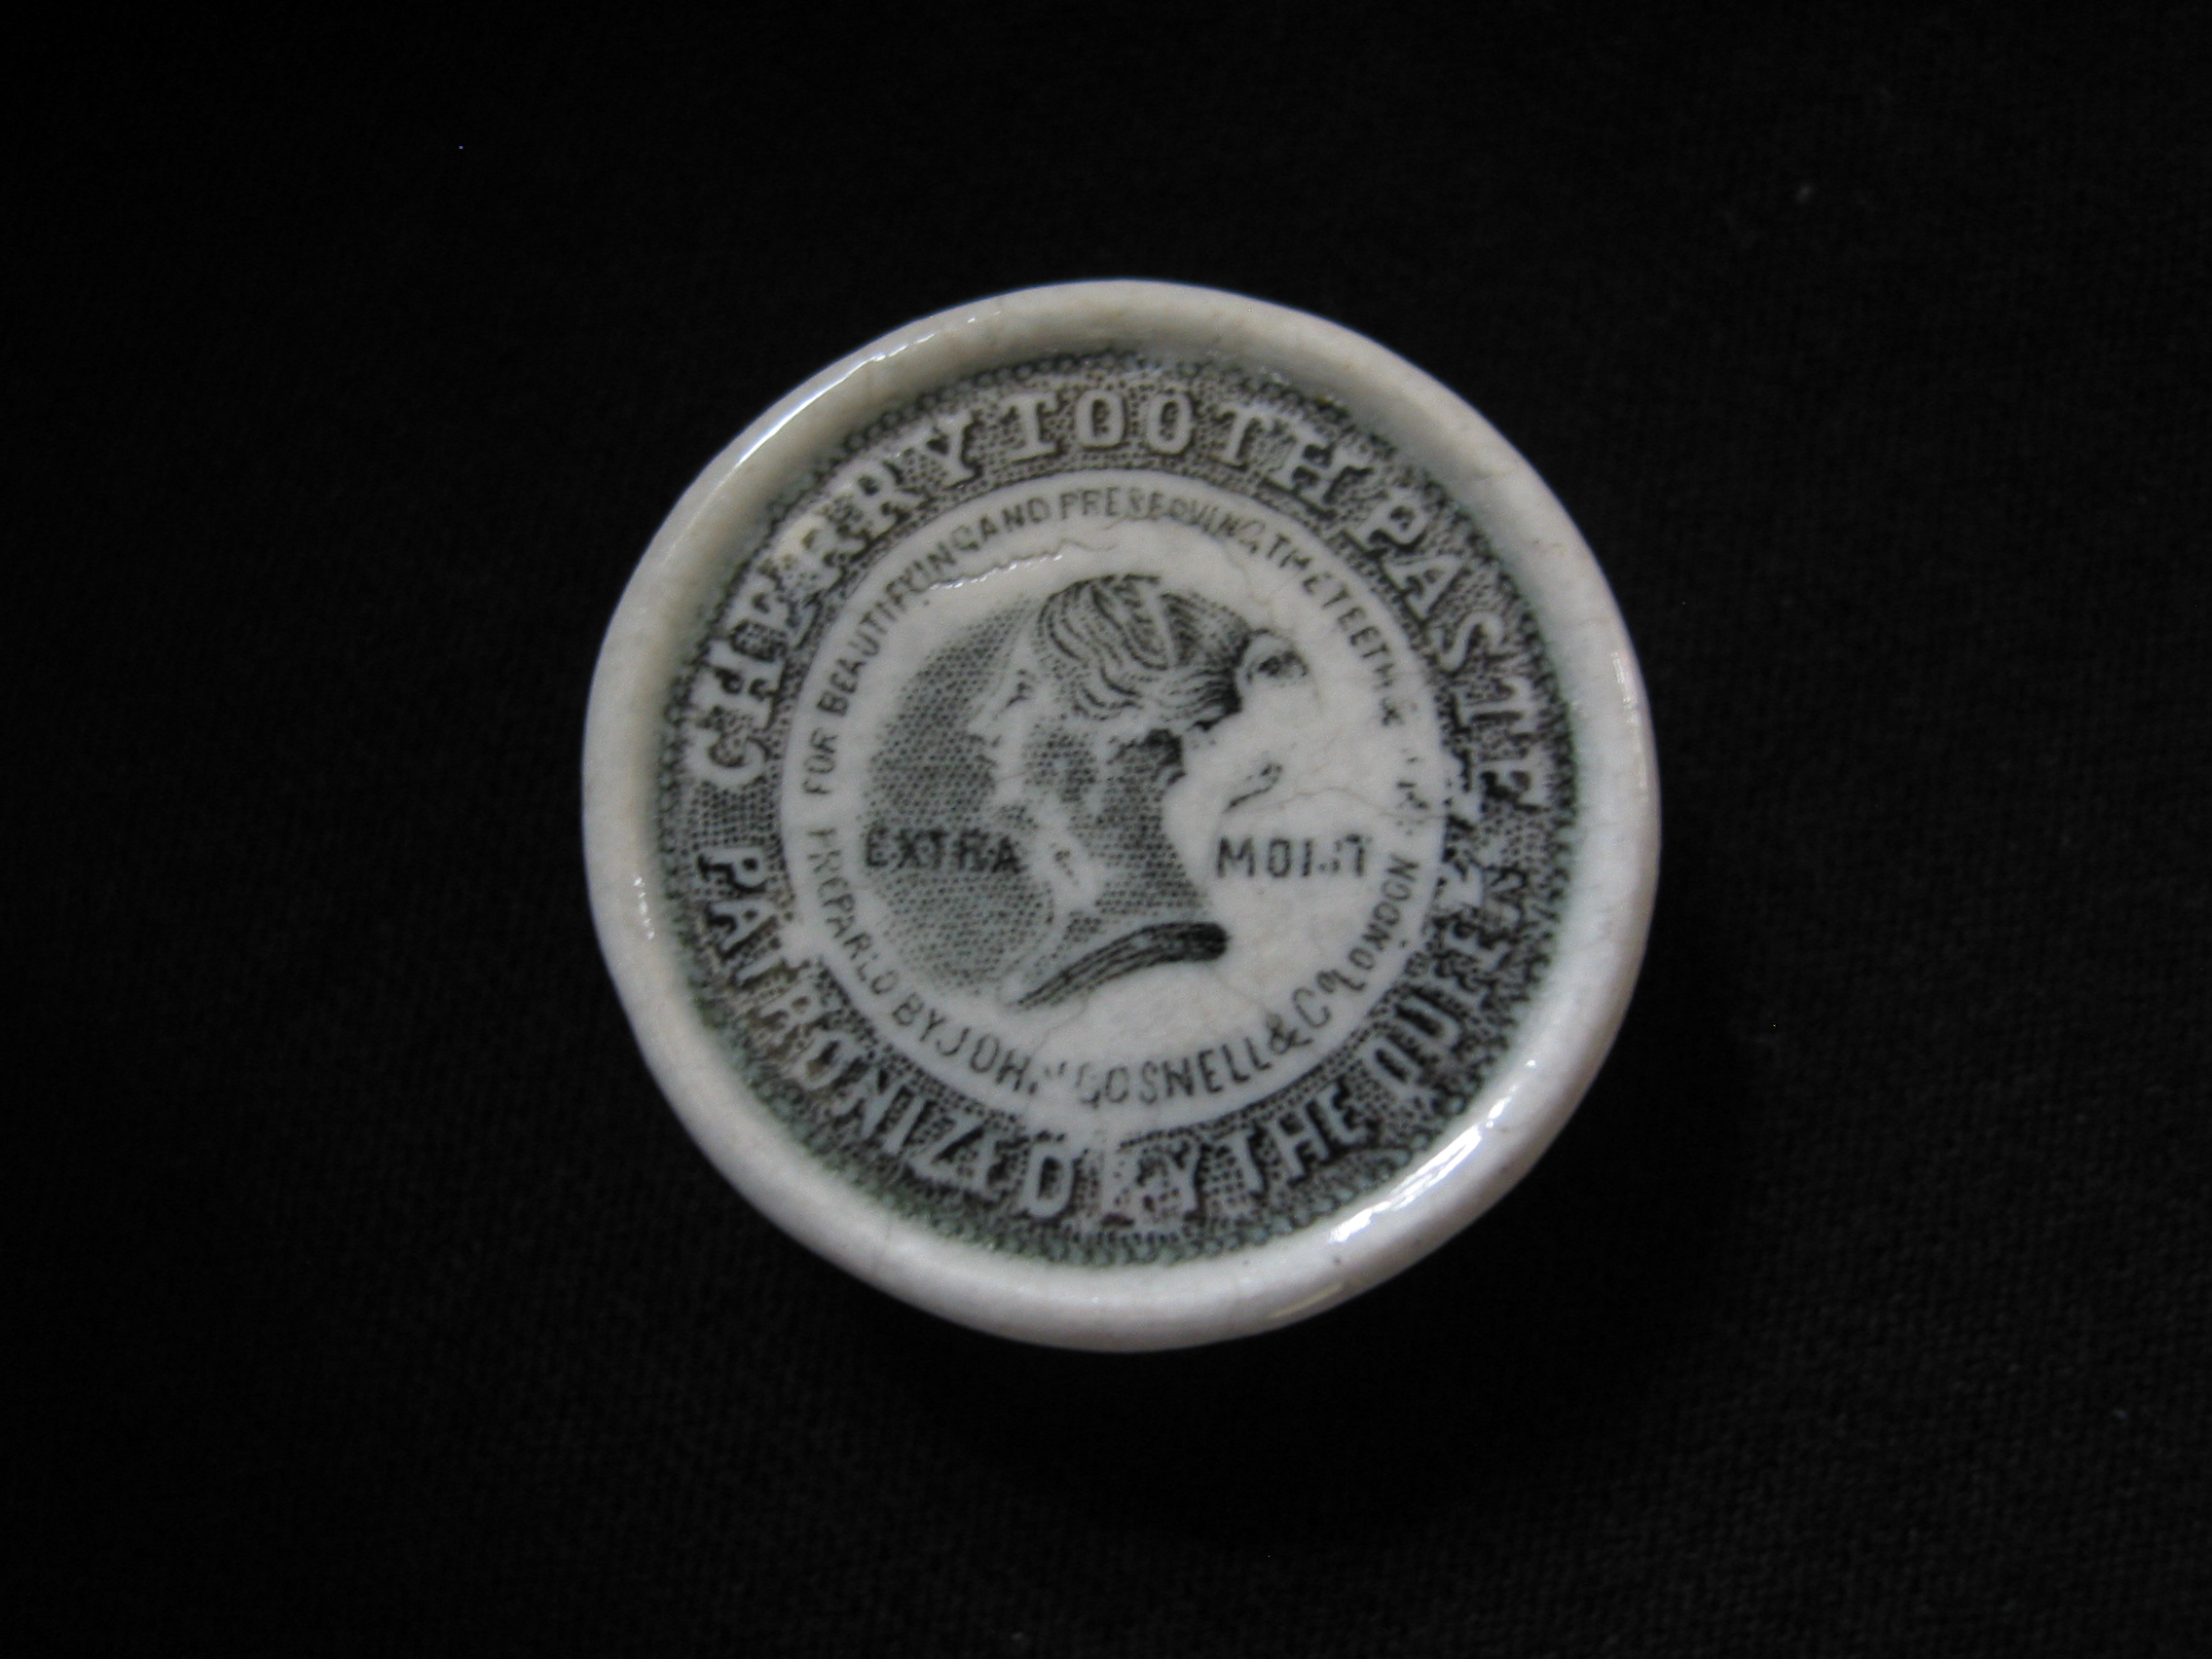 CHERRY TOOTH PASTE
PATRONIZED BY THE QUEEN
FOR BEAUTIFYING AND PRESERVING THE TEETH &
PREPARED BY JOHN GOSNELL & Co. LONDON
EXTRA MOIST